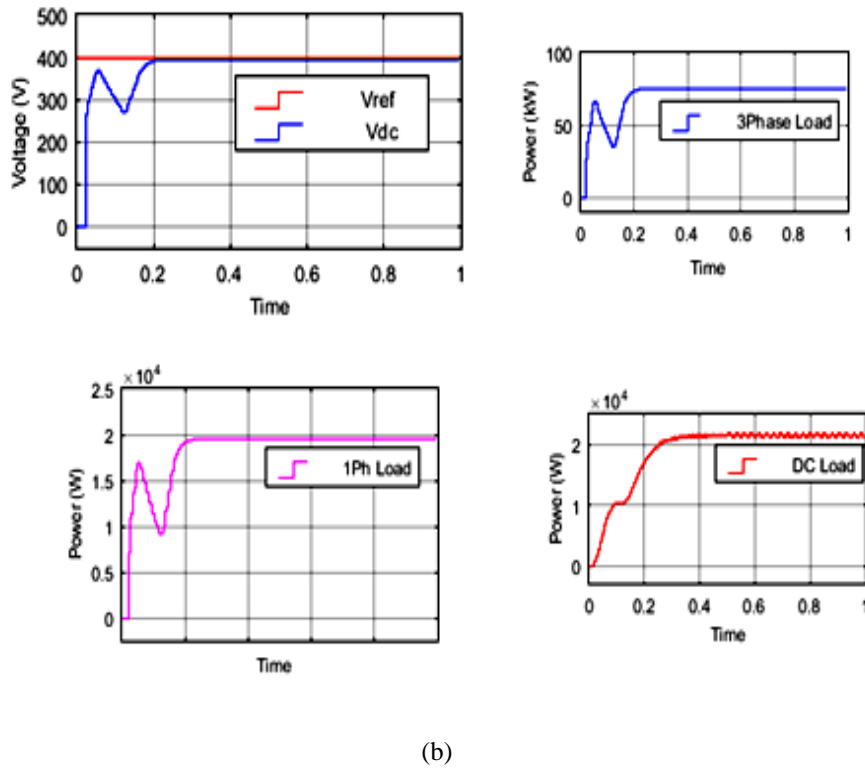 500
400
300
200
100
0
Voltage (V)
Vref
Vdc
0 0.2 0.4 0.6 0.8 1
Time
100
50
0
Power (kW)
3Phase Load
0 0.2 0.4 0.6 0.8 1
Time
×10⁴
2.5
2
1.5
1
0.5
0
Power (W)
1Ph Load
Time
×10⁴
2
1
0
Power (W)
DC Load
0 0.2 0.4 0.6 0.8 1
Time
(b)